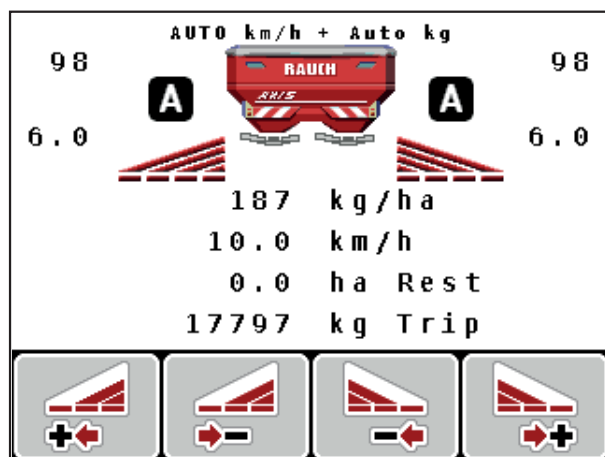 AUTO km/h + Auto kg
98 98
RAUCH
A A
AXIS
6.0 6.0
187 kg/ha
10.0 km/h
0.0 ha Rest
17797 kg Trip